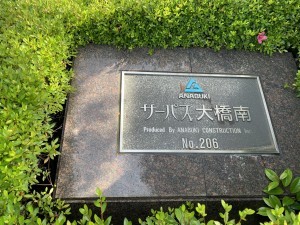 ANABUKI
サーパス大橋南
Produced By ANABUKI CONSTRUCTION Inc.
No.206